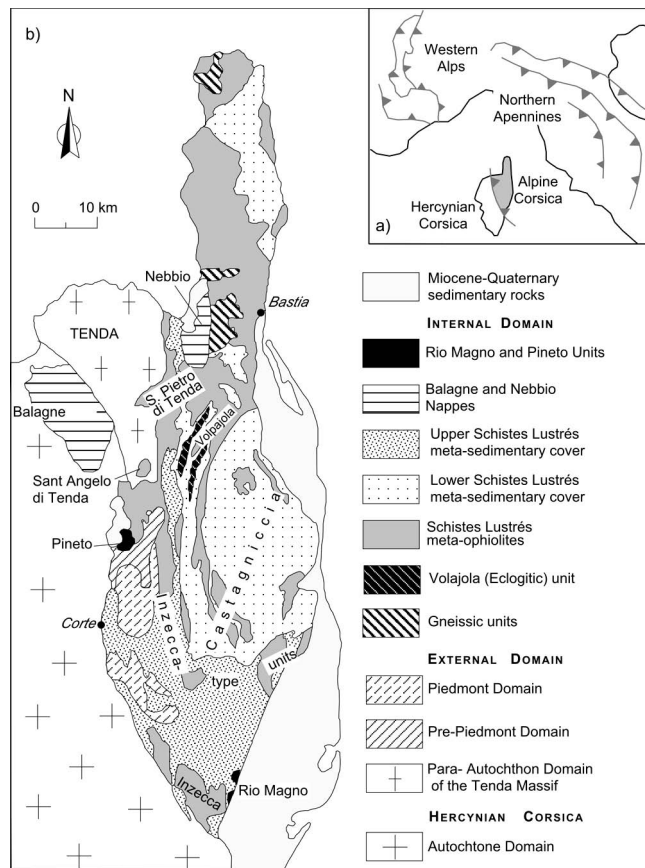 b)
N
0 10 km
Nebbio
Bastia
TENDA
S. Pietro
di Tenda
Balagne
Volpajola
Sant Angelo
di Tenda
Castagniccia
Pineto
Corte
Inzecca-
type
units
Inzecca
Rio Magno
Western
Alps
Northern
Apennines
Alpine
Corsica
Hercynian
Corsica
a)
Miocene-Quaternary
sedimentary rocks
INTERNAL DOMAIN
Rio Magno and Pineto Units
Balagne and Nebbio
Nappes
Upper Schistes Lustrés
meta-sedimentary cover
Lower Schistes Lustrés
meta-sedimentary cover
Schistes Lustrés
meta-ophiolites
Volajola (Eclogitic) unit
Gneissic units
EXTERNAL DOMAIN
Piedmont Domain
Pre-Piedmont Domain
Para- Autochthon Domain
of the Tenda Massif
HERCYNIAN CORSICA
Autochtone Domain